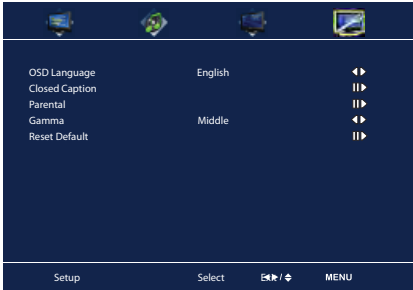 OSD Language English
Closed Caption
Parental
Gamma Middle
Reset Default
Setup Select MENU